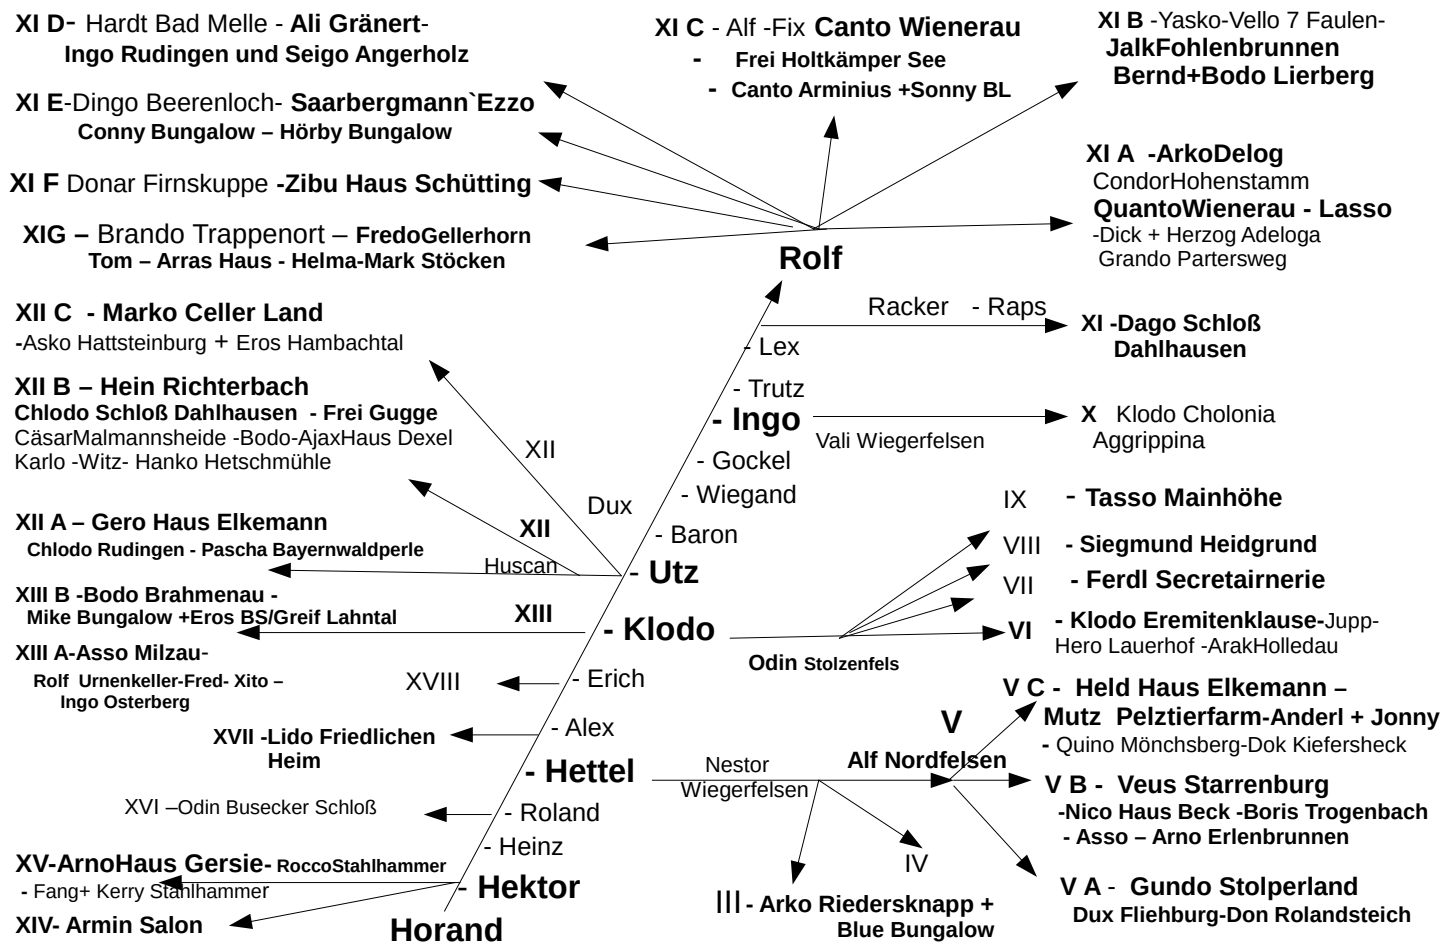 XI D- Hardt Bad Melle - Ali Gränert-
Ingo Rudingen und Seigo Angerholz
XI E-Dingo Beerenloch- Saarbergmann`Ezzo
Conny Bungalow – Hörby Bungalow
XI F Donar Firnskuppe -Zibu Haus Schütting
XIG – Brando Trappenort – FredoGellerhorn
Tom – Arras Haus - Helma-Mark Stöcken
XI C - Alf -Fix Canto Wienerau
- Frei Holtkämper See
- Canto Arminius +Sonny BL
XI B -Yasko-Vello 7 Faulen-
JalkFohlenbrunnen
Bernd+Bodo Lierberg
XI A -ArkoDelog
CondorHohenstamm
QuantoWienerau - Lasso
-Dick + Herzog Adeloga
Grando Partersweg
Rolf
Racker - Raps
XI -Dago Schloß
Dahlhausen
- Lex
- Trutz
- Ingo
Vali Wiegerfelsen
X Klodo Cholonia
Aggrippina
- Gockel
- Wiegand
- Baron
XII C - Marko Celler Land
-Asko Hattsteinburg + Eros Hambachtal
XII B – Hein Richterbach
Chlodo Schloß Dahlhausen - Frei Gugge
CäsarMalmannsheide -Bodo-AjaxHaus Dexel
Karlo -Witz- Hanko Hetschmühle
XII
Dux
XII
Huscan
XII A – Gero Haus Elkemann
Chlodo Rudingen - Pascha Bayernwaldperle
- Utz
IX - Tasso Mainhöhe
VIII - Siegmund Heidgrund
VII - Ferdl Secretairnerie
VI - Klodo Eremitenklause-Jupp-
Hero Lauerhof -ArakHolledau
XIII B -Bodo Brahmenau -
Mike Bungalow +Eros BS/Greif Lahntal
XIII
- Klodo
Odin Stolzenfels
XIII A-Asso Milzau-
Rolf Urnenkeller-Fred- Xito –
Ingo Osterberg
XVIII
- Erich
XVII -Lido Friedlichen
Heim
- Alex
- Hettel
Nestor
Wiegerfelsen
V
Alf Nordfelsen
V C - Held Haus Elkemann –
Mutz Pelztierfarm-Anderl + Jonny
- Quino Mönchsberg-Dok Kiefersheck
V B - Veus Starrenburg
-Nico Haus Beck -Boris Trogenbach
- Asso – Arno Erlenbrunnen
V A - Gundo Stolperland
Dux Fliehburg-Don Rolandsteich
IV
III - Arko Riedersknapp +
Blue Bungalow
XVI –Odin Busecker Schloß
- Roland
- Heinz
XV-ArnoHaus Gersie- RoccoStahlhammer
- Fang+ Kerry Stahlhammer
- Hektor
XIV- Armin Salon
Horand